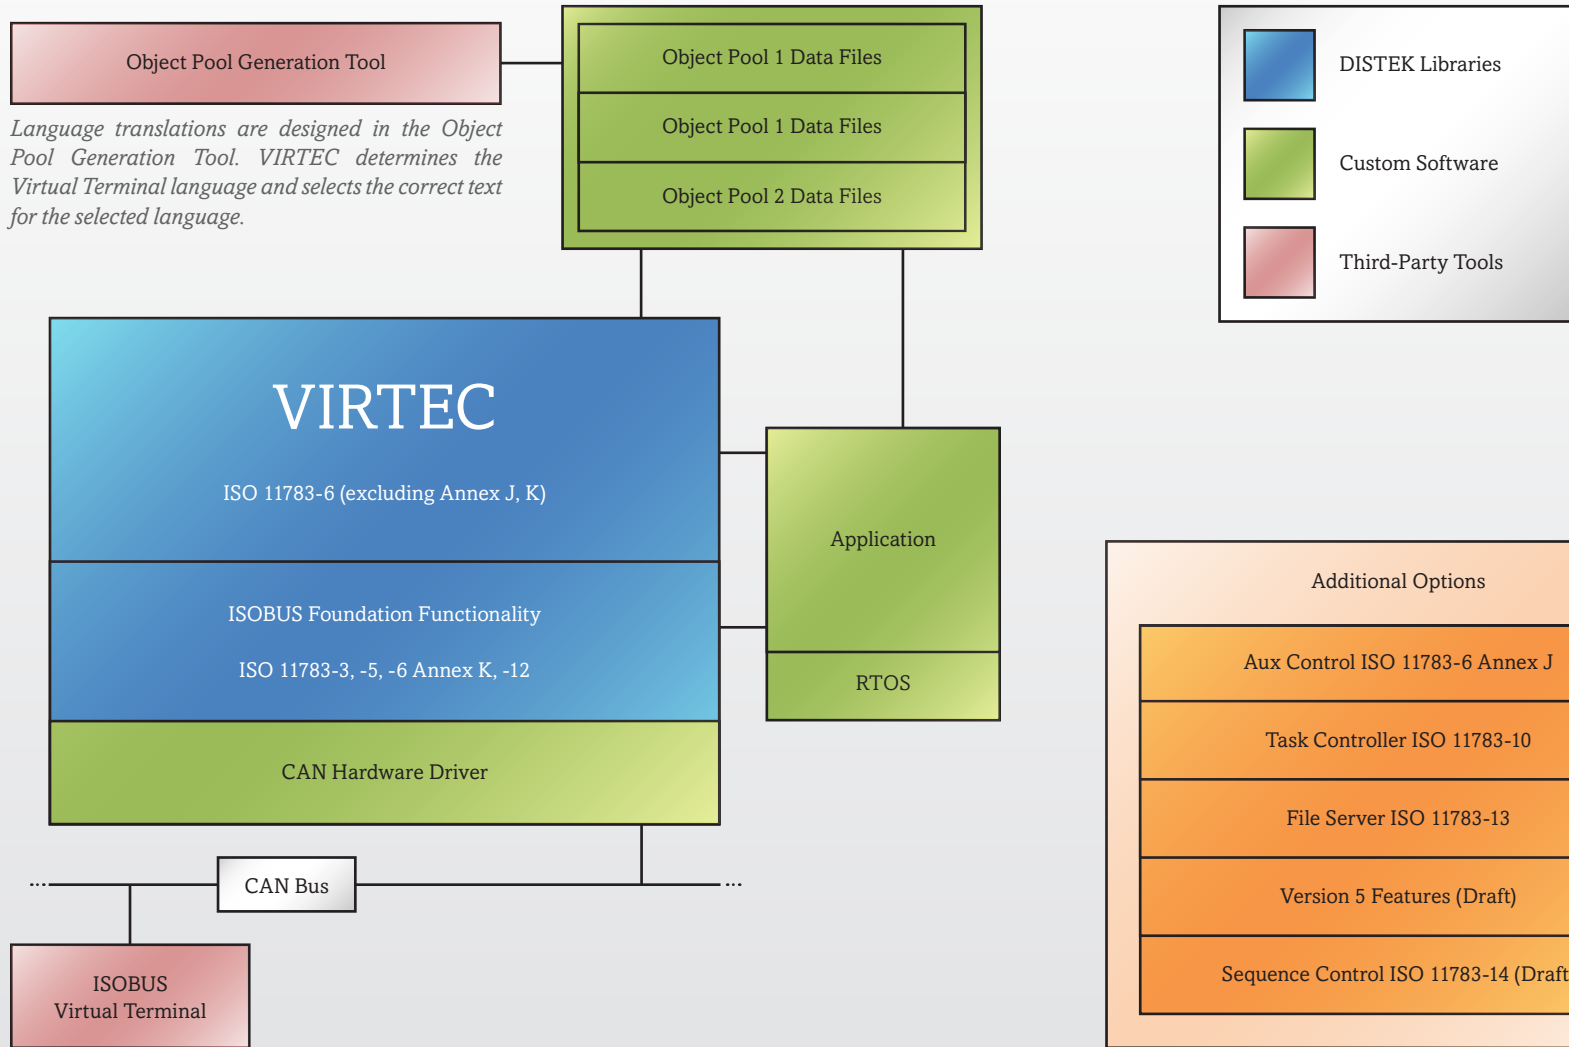 Object Pool Generation Tool
Language translations are designed in the Object
Pool Generation Tool. VIRTEC determines the
Virtual Terminal language and selects the correct text
for the selected language.
Object Pool 1 Data Files
Object Pool 1 Data Files
Object Pool 2 Data Files
DISTEK Libraries
Custom Software
Third-Party Tools
VIRTEC
ISO 11783-6 (excluding Annex J, K)
ISOBUS Foundation Functionality
ISO 11783-3, -5, -6 Annex K, -12
CAN Hardware Driver
Application
RTOS
... CAN Bus ...
ISOBUS
Virtual Terminal
Additional Options
Aux Control ISO 11783-6 Annex J
Task Controller ISO 11783-10
File Server ISO 11783-13
Version 5 Features (Draft)
Sequence Control ISO 11783-14 (Draft